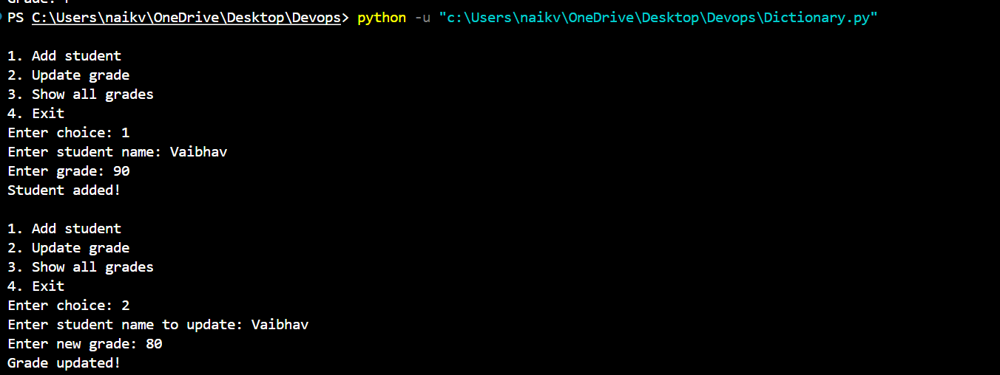 PS C:\Users\naikv\OneDrive\Desktop\Devops> python -u "c:\Users\naikv\OneDrive\Desktop\Devops\Dictionary.py"
1. Add student
2. Update grade
3. Show all grades
4. Exit
Enter choice: 1
Enter student name: Vaibhav
Enter grade: 90
Student added!
1. Add student
2. Update grade
3. Show all grades
4. Exit
Enter choice: 2
Enter student name to update: Vaibhav
Enter new grade: 80
Grade updated!